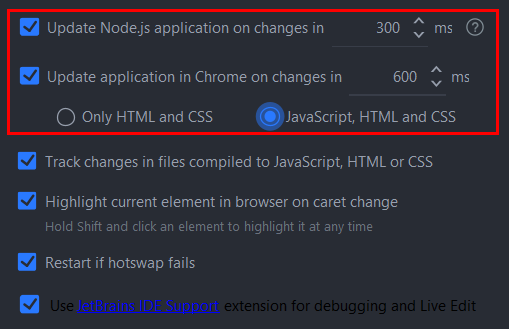 Update Node.js application on changes in 300 ms ?
Update application in Chrome on changes in 600 ms
Only HTML and CSS JavaScript, HTML and CSS
Track changes in files compiled to JavaScript, HTML or CSS
Highlight current element in browser on caret change
Hold Shift and click an element to highlight it at any time
Restart if hotswap fails
Use JetBrains IDE Support extension for debugging and Live Edit